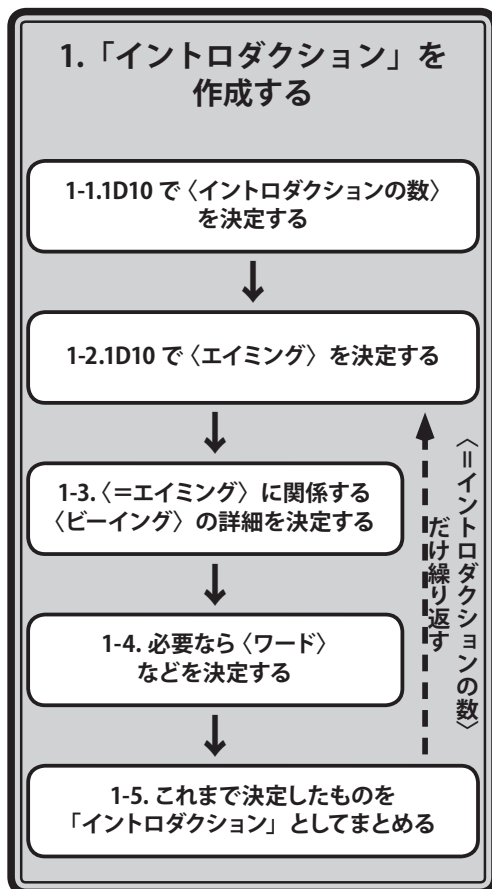 1.「イントロダクション」を
作成する
1-1.1D10 で〈イントロダクションの数〉
を決定する
1-2.1D10 で〈エイミング〉を決定する
1-3.〈＝エイミング〉に関係する
〈ビーイング〉の詳細を決定する
1-4. 必要なら〈ワード〉
などを決定する
1-5. これまで決定したものを
「イントロダクション」としてまとめる
〈＝イントロダクションの数〉
だけ繰り返す